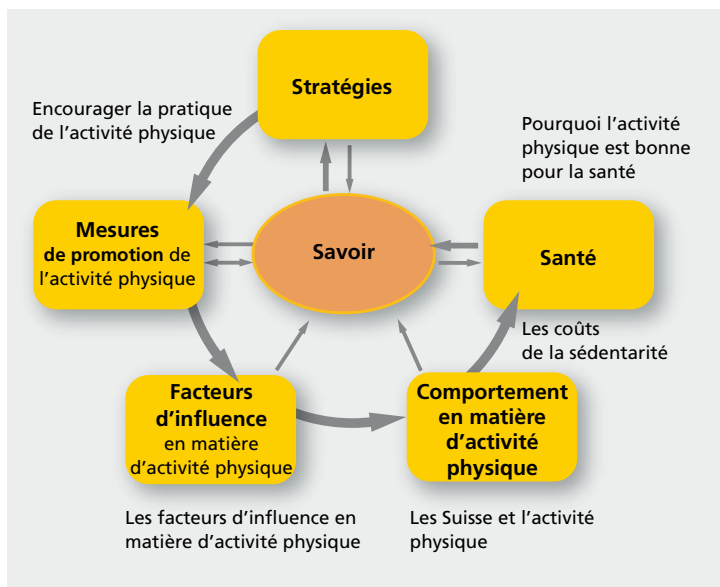 Stratégies
Encourager la pratique
de l’activité physique
Pourquoi l’activité
physique est bonne
pour la santé
Mesures
de promotion de
l’activité physique
Savoir
Santé
Les coûts
de la sédentarité
Facteurs
d’influence
en matière
d’activité physique
Comportement
en matière
d’activité
physique
Les facteurs d’influence en
matière d’activité physique
Les Suisse et l’activité
physique